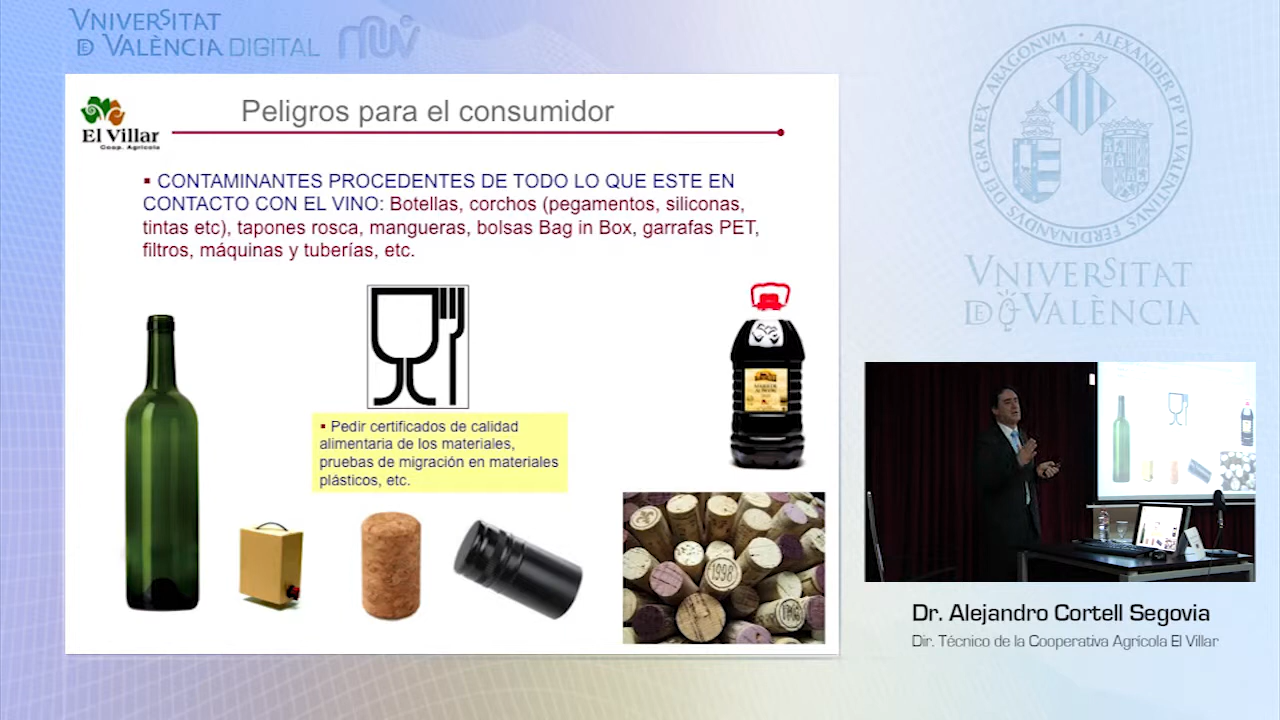 VNIVERSITAT
DE VALÈNCIA DIGITAL
El Villar
Coop. Agrícola
Peligros para el consumidor
▪ CONTAMINANTES PROCEDENTES DE TODO LO QUE ESTE EN
CONTACTO CON EL VINO: Botellas, corchos (pegamentos, siliconas,
tintas etc), tapones rosca, mangueras, bolsas Bag in Box, garrafas PET,
filtros, máquinas y tuberías, etc.
▪ Pedir certificados de calidad
alimentaria de los materiales,
pruebas de migración en materiales
plásticos, etc.
1998
VNIVERSITAT
DE VALÈNCIA
Dr. Alejandro Cortell Segovia
Dir. Técnico de la Cooperativa Agrícola El Villar